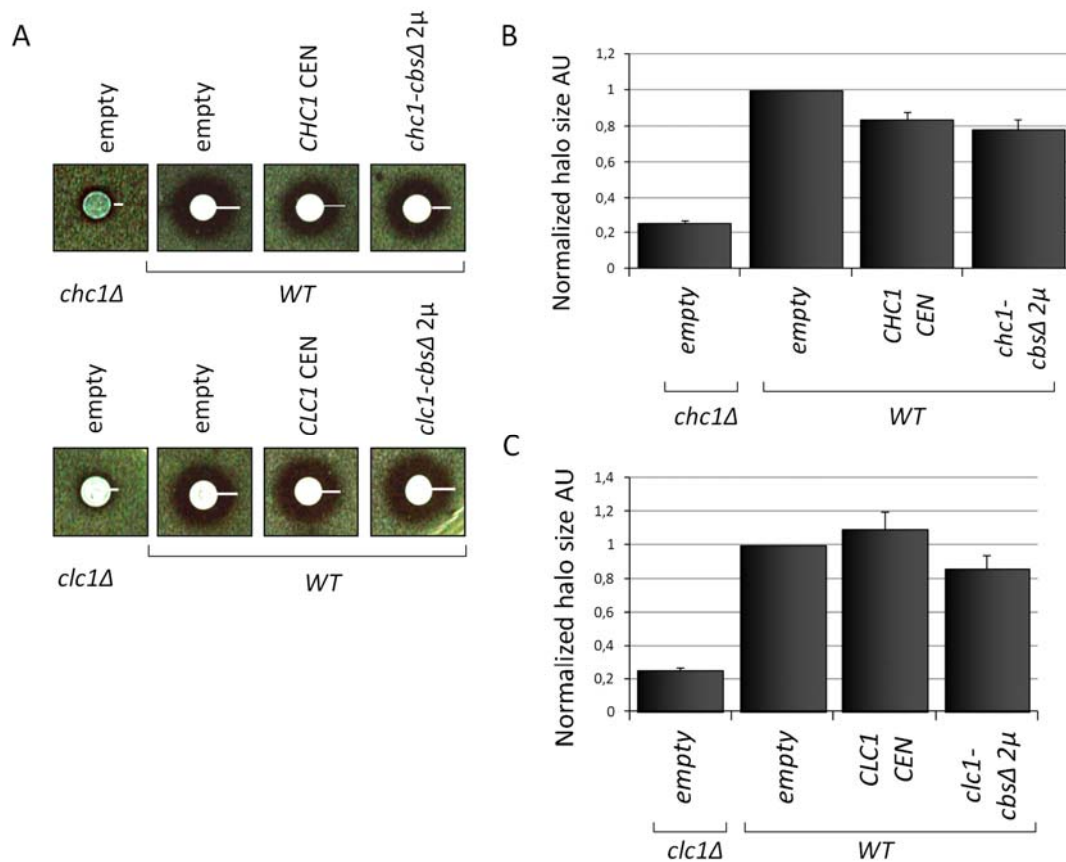 A
empty
empty
CHC1 CEN
chc1-cbsΔ 2μ
chc1Δ
WT
empty
empty
CLC1 CEN
clc1-cbsΔ 2μ
clc1Δ
WT
B
Normalized halo size AU
1,2
1
0,8
0,6
0,4
0,2
0
empty
empty
CHC1
CEN
chc1-
cbsΔ 2μ
chc1Δ
WT
C
Normalized halo size AU
1,4
1,2
1
0,8
0,6
0,4
0,2
0
empty
empty
CLC1
CEN
clc1-
cbsΔ 2μ
clc1Δ
WT